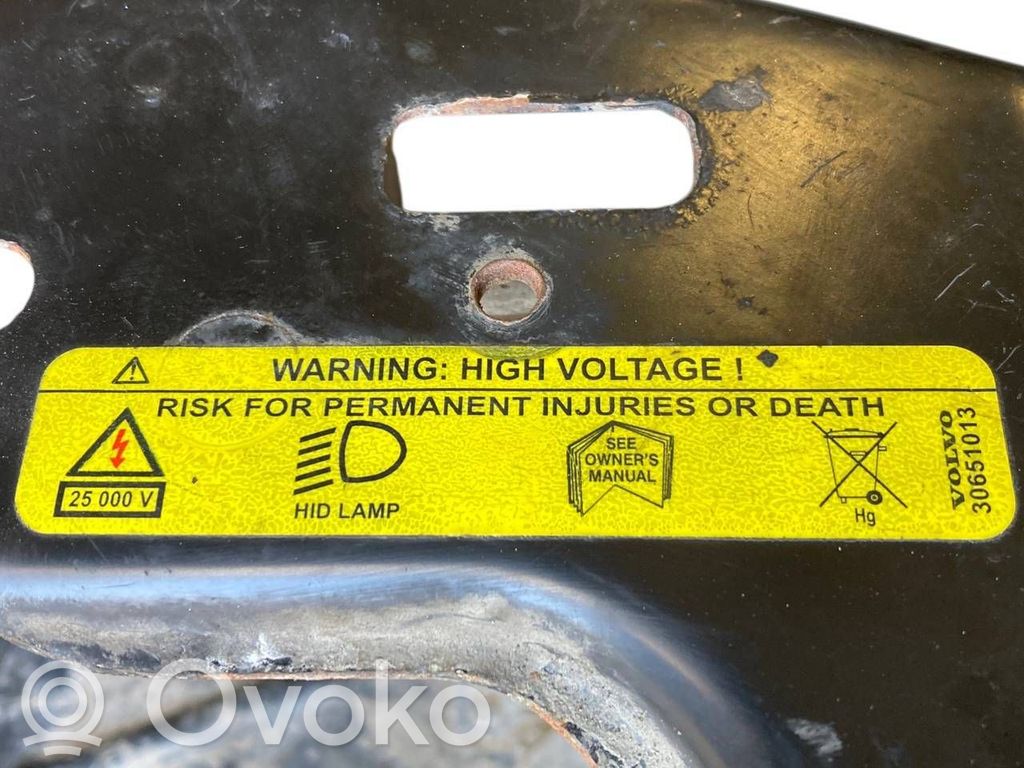 WARNING: HIGH VOLTAGE !
RISK FOR PERMANENT INJURIES OR DEATH
25 000 V
HID LAMP
SEE
OWNER'S
MANUAL
Hg
VOLVO
30651013
Ovoko